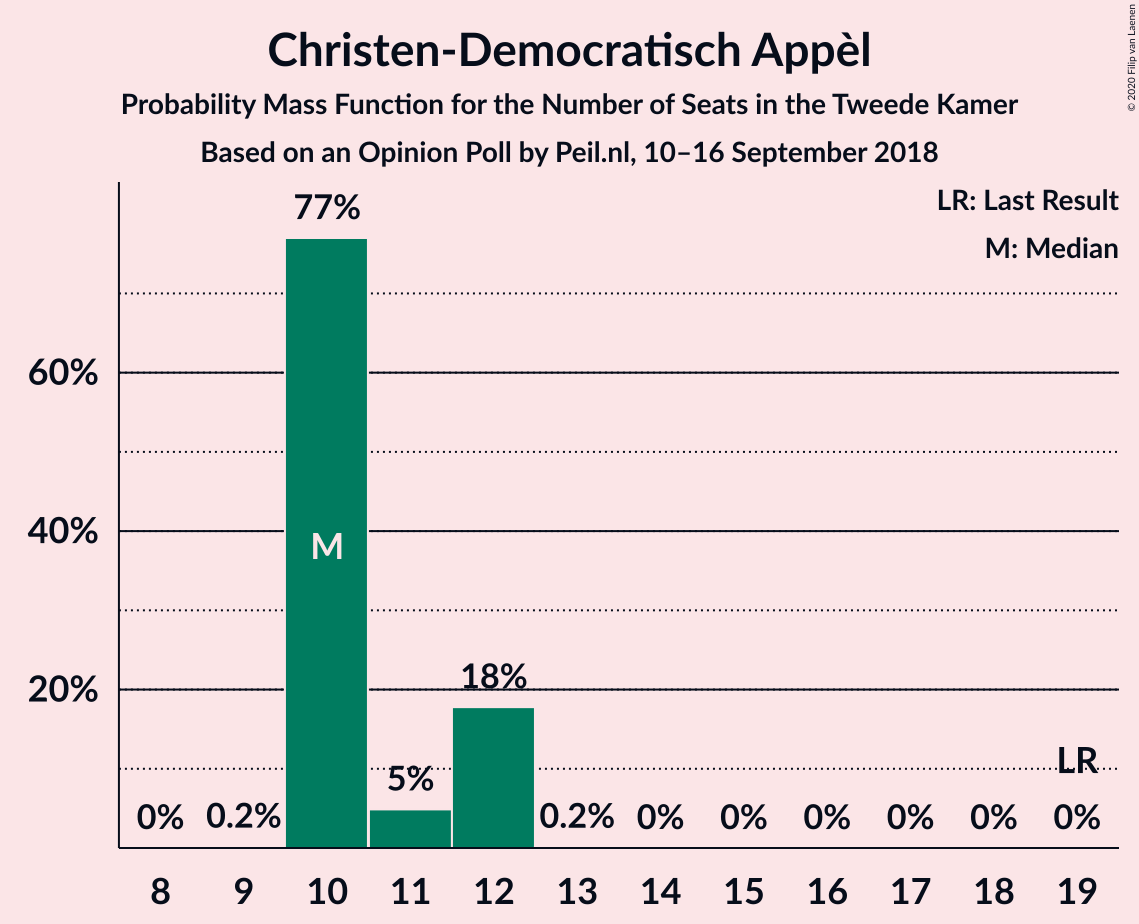 Christen-Democratisch Appèl
Probability Mass Function for the Number of Seats in the Tweede Kamer
Based on an Opinion Poll by Peil.nl, 10–16 September 2018
© 2020 Filip van Laenen
LR: Last Result
M: Median
77%
60%
40%
M
20%
18%
5%
LR
0% 0.2% 0.2% 0% 0% 0% 0% 0% 0%
8 9 10 11 12 13 14 15 16 17 18 19